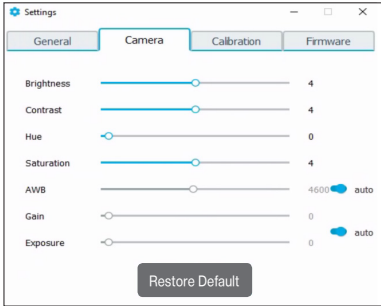 Settings
General Camera Calibration Firmware
Brightness 4
Contrast 4
Hue 0
Saturation 4
AWB 4600 auto
Gain 0
auto
Exposure 0
Restore Default